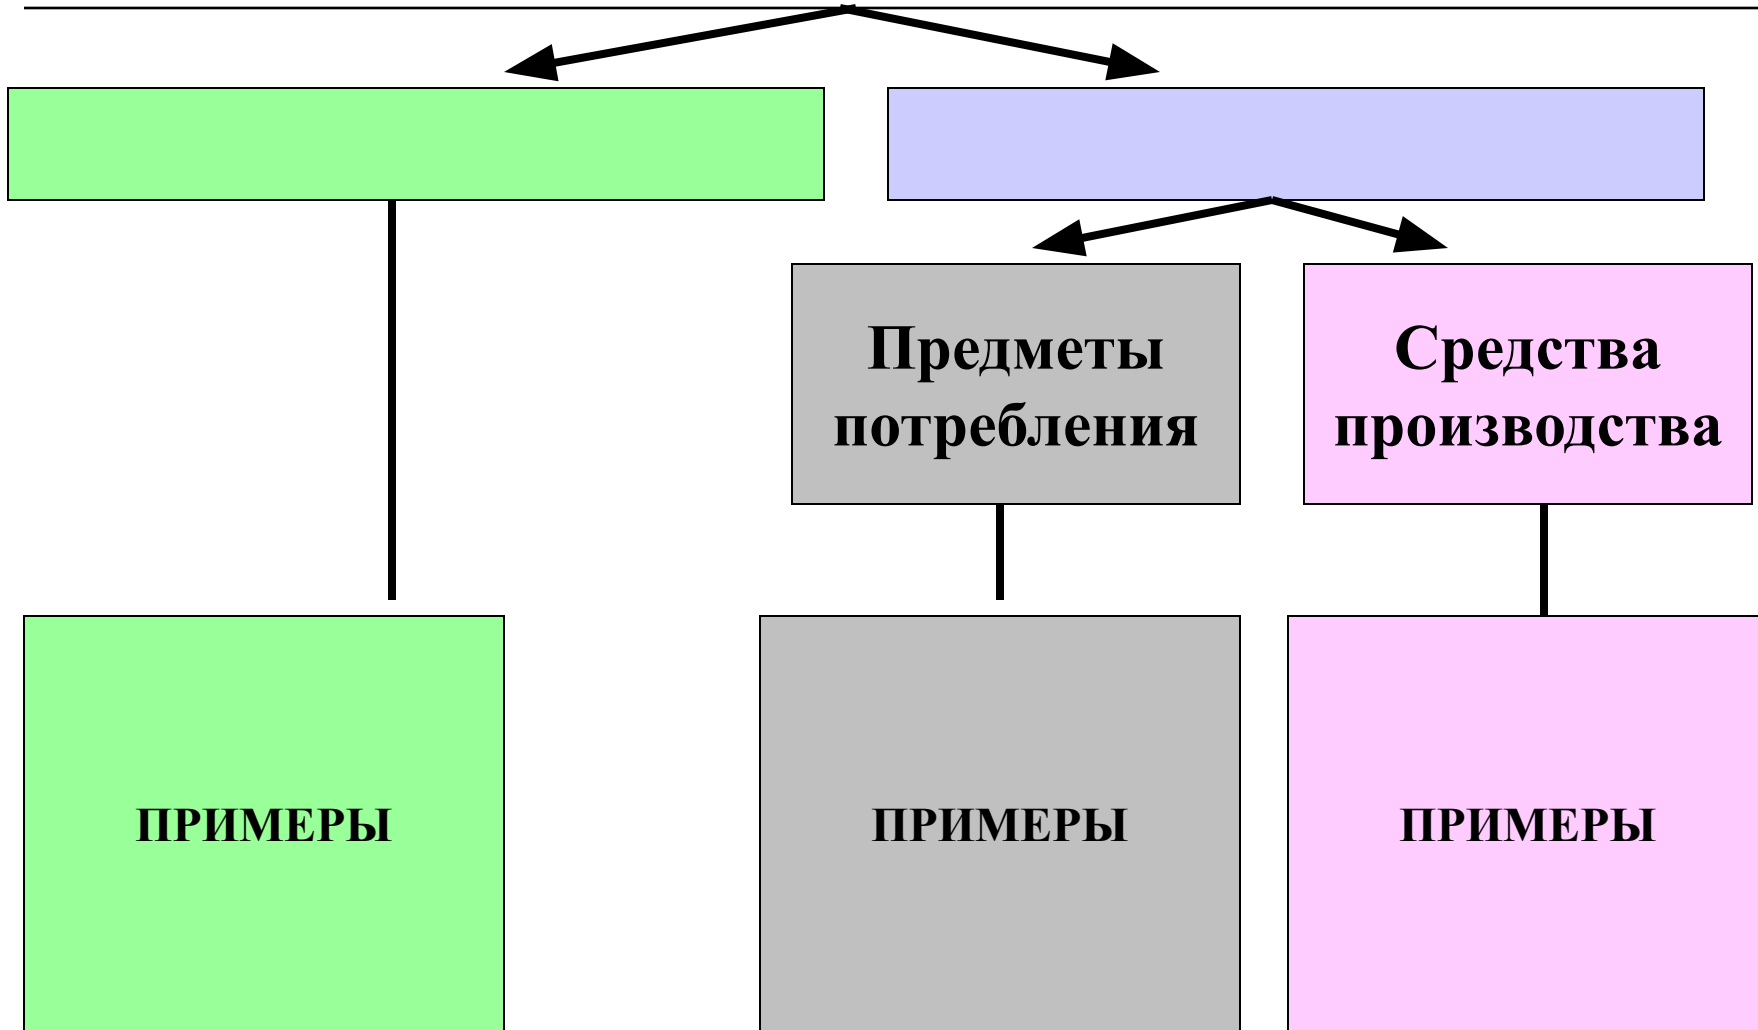 Предметы
потребления
Средства
производства
ПРИМЕРЫ
ПРИМЕРЫ
ПРИМЕРЫ